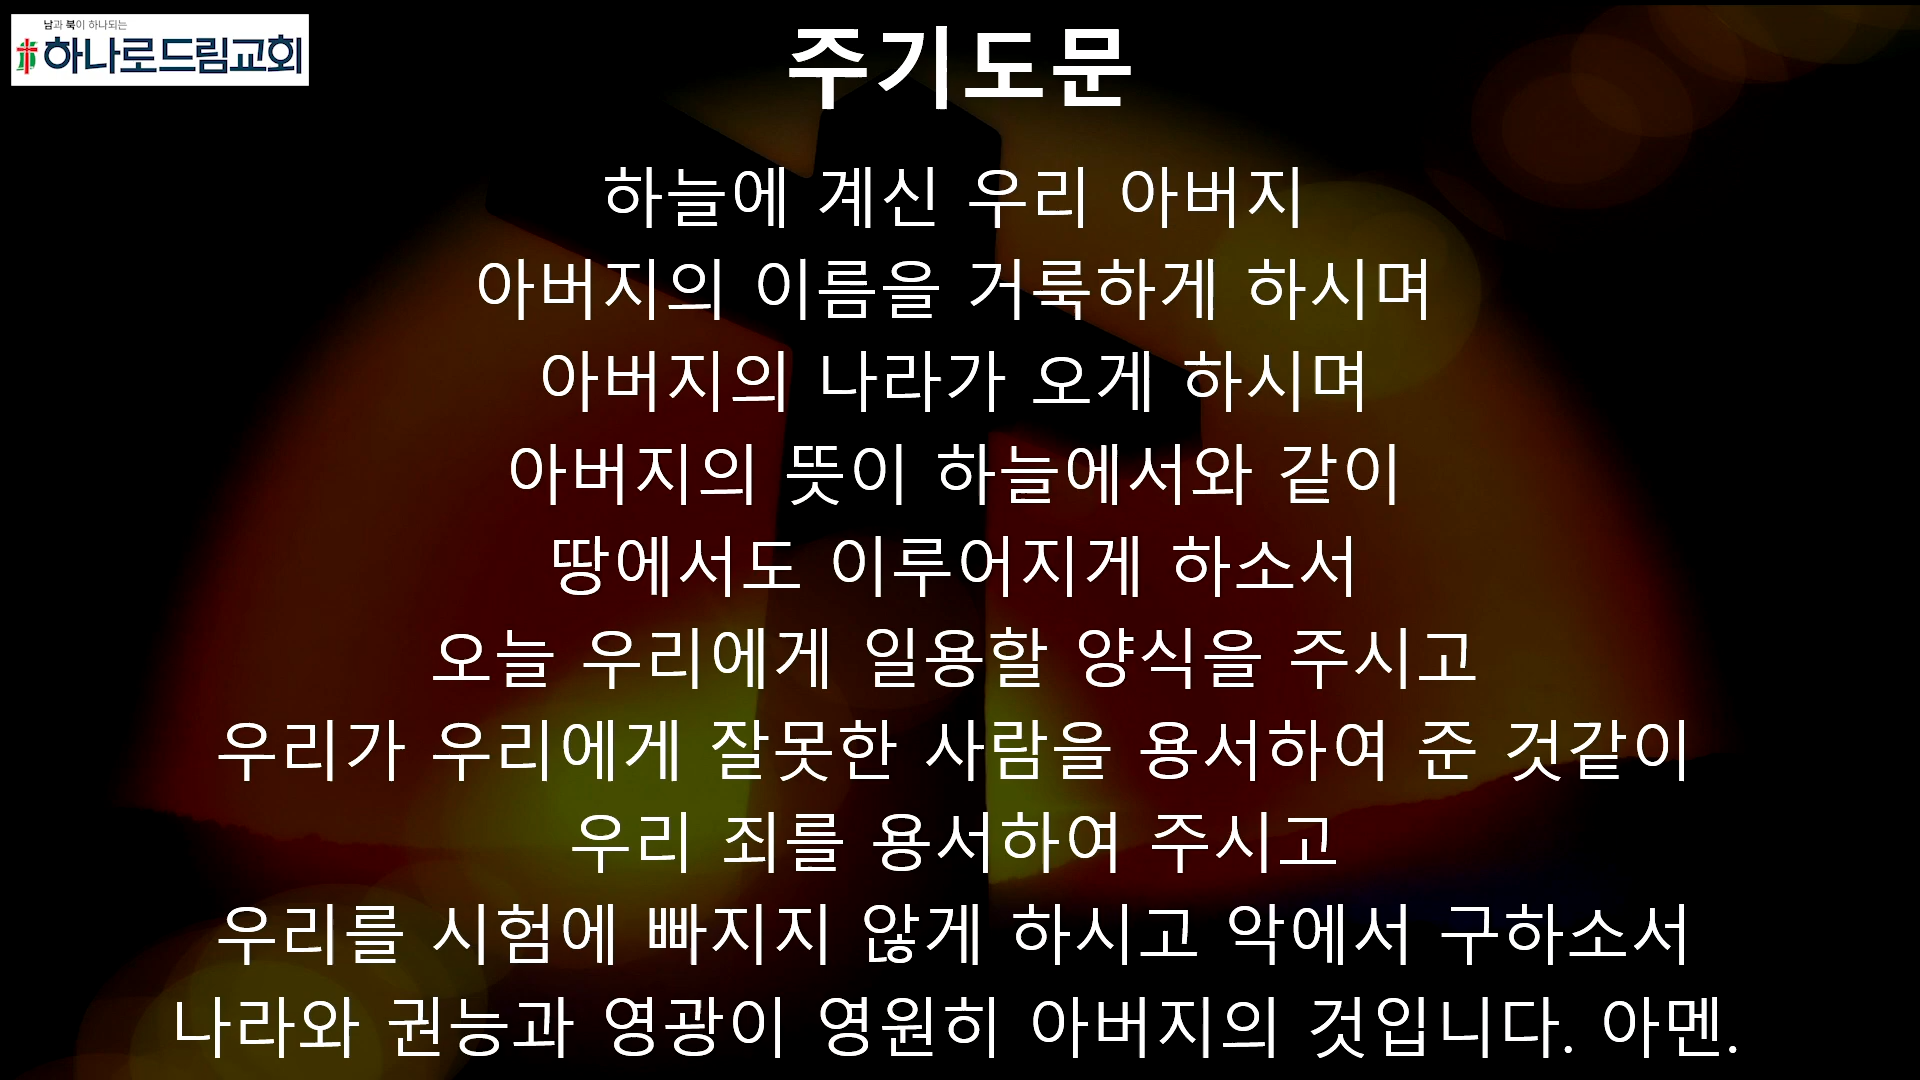 남과 북이 하나되는
하나로드림교회
주기도문
하늘에 계신 우리 아버지
아버지의 이름을 거룩하게 하시며
아버지의 나라가 오게 하시며
아버지의 뜻이 하늘에서와 같이
땅에서도 이루어지게 하소서
오늘 우리에게 일용할 양식을 주시고
우리가 우리에게 잘못한 사람을 용서하여 준 것같이
우리 죄를 용서하여 주시고
우리를 시험에 빠지지 않게 하시고 악에서 구하소서
나라와 권능과 영광이 영원히 아버지의 것입니다. 아멘.